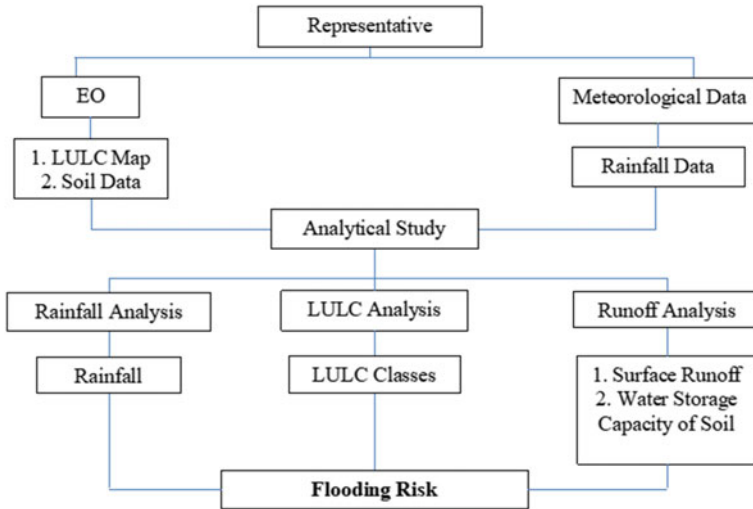 Representative
EO
Meteorological Data
1. LULC Map
2. Soil Data
Rainfall Data
Analytical Study
Rainfall Analysis
LULC Analysis
Runoff Analysis
Rainfall
LULC Classes
1. Surface Runoff
2. Water Storage
Capacity of Soil
Flooding Risk